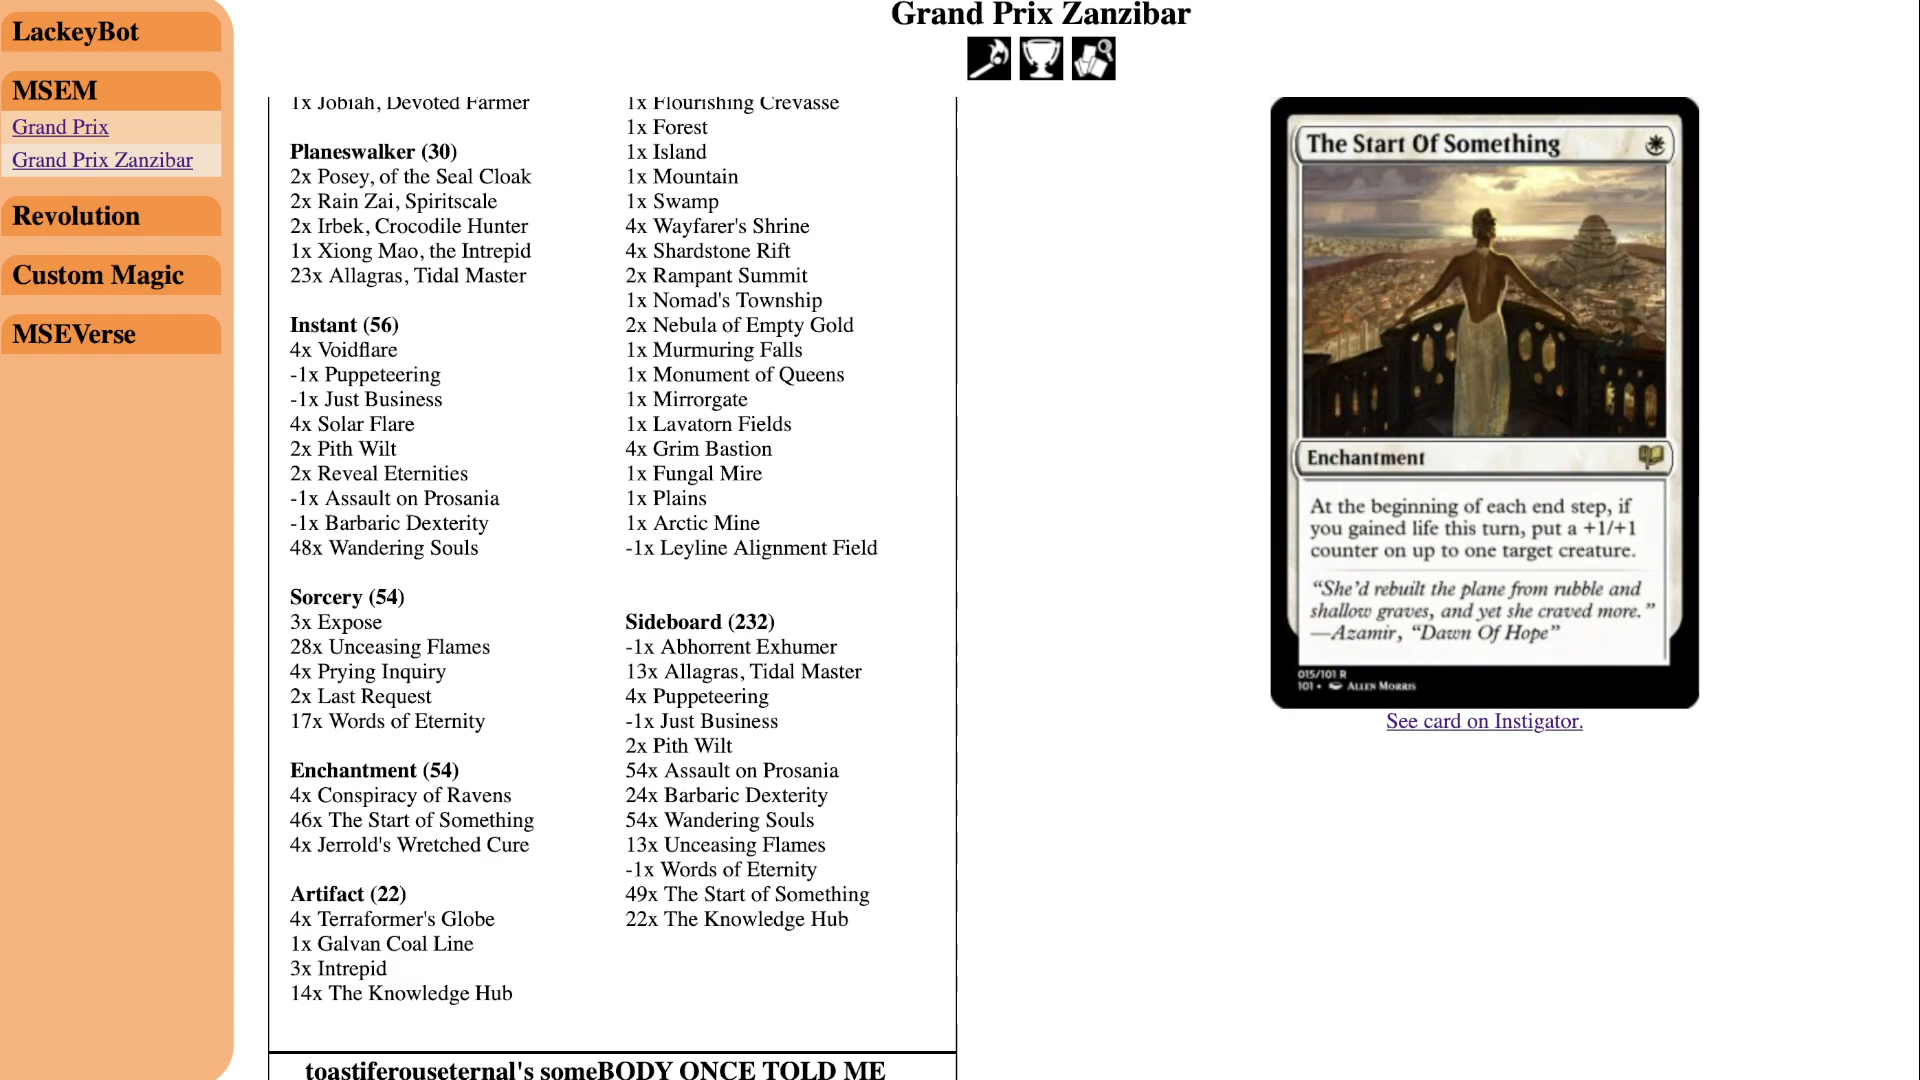 LackeyBot
MSEM
Grand Prix
Grand Prix Zanzibar
Revolution
Custom Magic
MSEVerse
Grand Prix Zanzibar
1x Jobiah, Devoted Farmer
Planeswalker (30)
2x Posey, of the Seal Cloak
2x Rain Zai, Spiritscale
2x Irbek, Crocodile Hunter
1x Xiong Mao, the Intrepid
23x Allagras, Tidal Master
Instant (56)
4x Voidflare
-1x Puppeteering
-1x Just Business
4x Solar Flare
2x Pith Wilt
2x Reveal Eternities
-1x Assault on Prosania
-1x Barbaric Dexterity
48x Wandering Souls
Sorcery (54)
3x Expose
28x Unceasing Flames
4x Prying Inquiry
2x Last Request
17x Words of Eternity
Enchantment (54)
4x Conspiracy of Ravens
46x The Start of Something
4x Jerrold's Wretched Cure
Artifact (22)
4x Terraformer's Globe
1x Galvan Coal Line
3x Intrepid
14x The Knowledge Hub
1x Flourishing Crevasse
1x Forest
1x Island
1x Mountain
1x Swamp
4x Wayfarer's Shrine
4x Shardstone Rift
2x Rampant Summit
1x Nomad's Township
2x Nebula of Empty Gold
1x Murmuring Falls
1x Monument of Queens
1x Mirrorgate
1x Lavatorn Fields
4x Grim Bastion
1x Fungal Mire
1x Plains
1x Arctic Mine
-1x Leyline Alignment Field
Sideboard (232)
-1x Abhorrent Exhumer
13x Allagras, Tidal Master
4x Puppeteering
-1x Just Business
2x Pith Wilt
54x Assault on Prosania
24x Barbaric Dexterity
54x Wandering Souls
13x Unceasing Flames
-1x Words of Eternity
49x The Start of Something
22x The Knowledge Hub
toastiferouseternal's someBODY ONCE TOLD ME
The Start Of Something
Enchantment
At the beginning of each end step, if
you gained life this turn, put a +1/+1
counter on up to one target creature.
“She’d rebuilt the plane from rubble and
shallow graves, and yet she craved more.”
—Azamir, “Dawn Of Hope”
015/101 R
101 • Allen Morris
See card on Instigator.